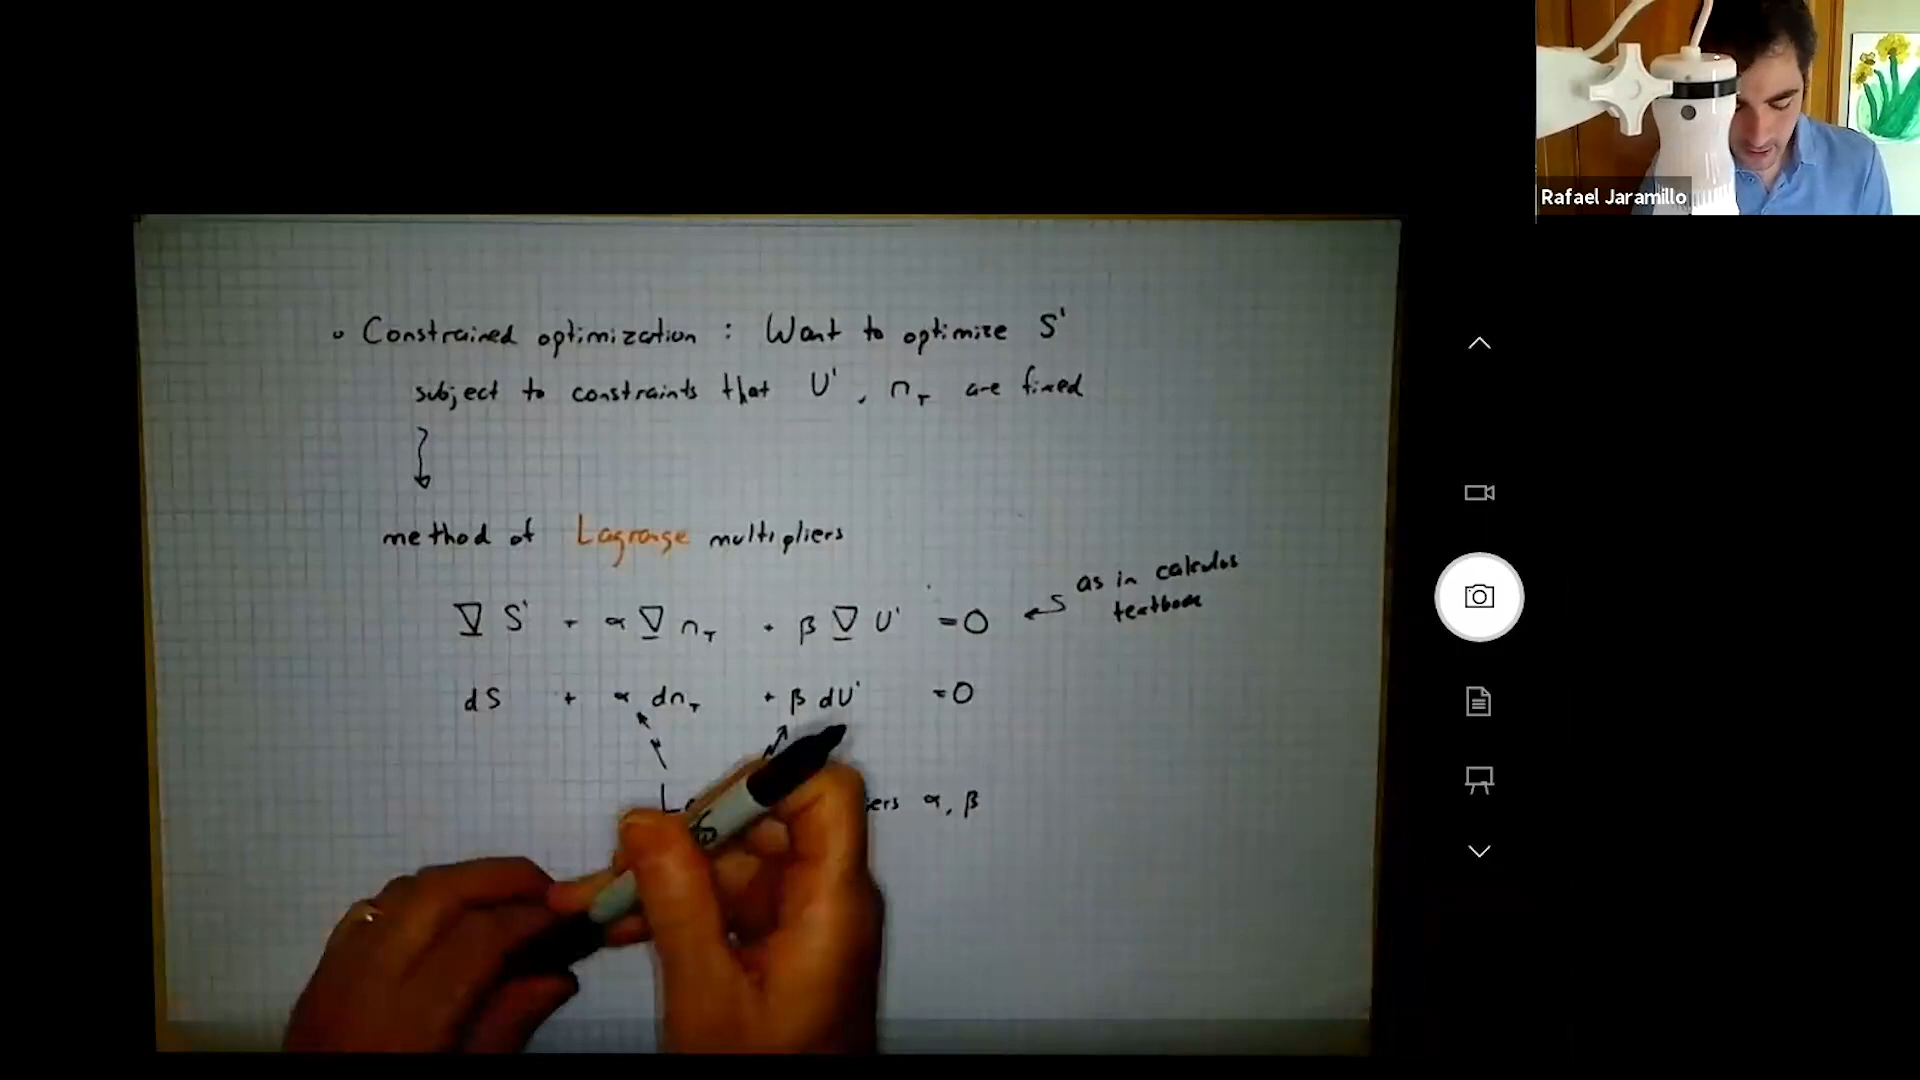 Rafael Jaramillo
◦ Constrained optimization : Want to optimize S'
subject to constraints that U' , n_T are fixed
method of Lagrange multipliers
∇ S' + α ∇ n_T + β ∇ U' = 0
as in calculus
textbook
dS + α dn_T + β dU' = 0
α, β